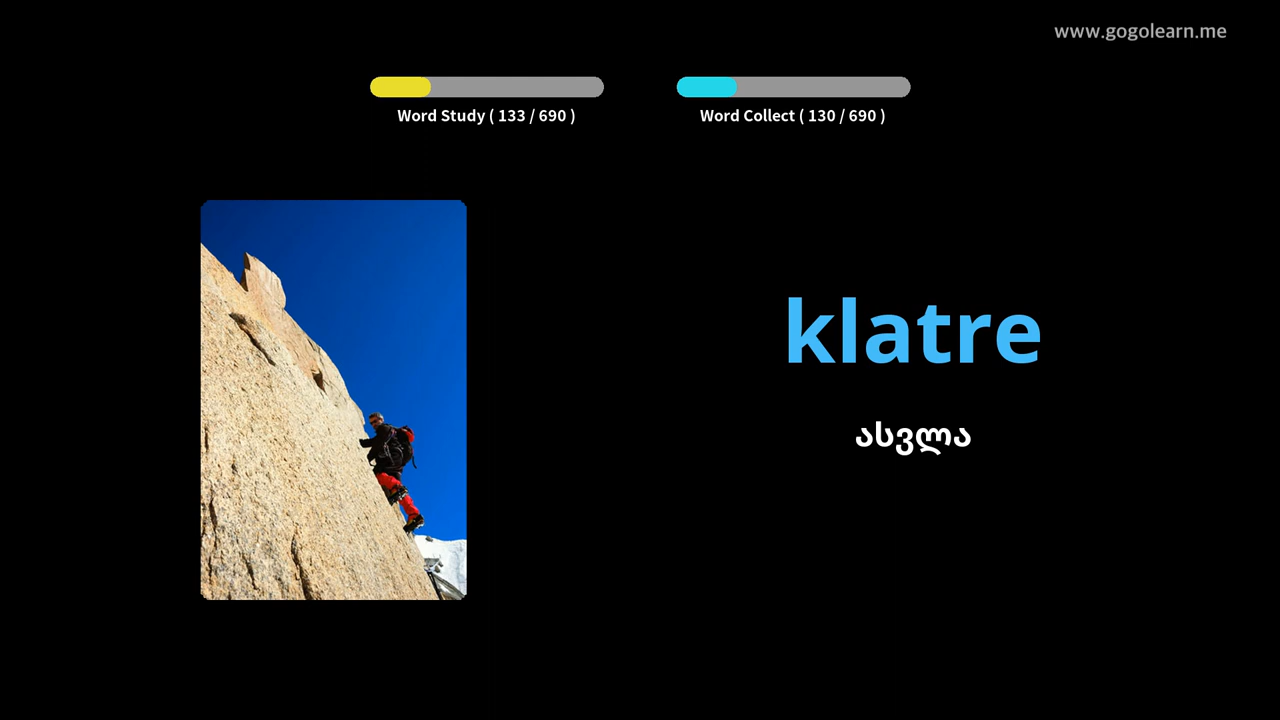 www.gogolearn.me
Word Study ( 133 / 690 )
Word Collect ( 130 / 690 )
klatre
ასვლა